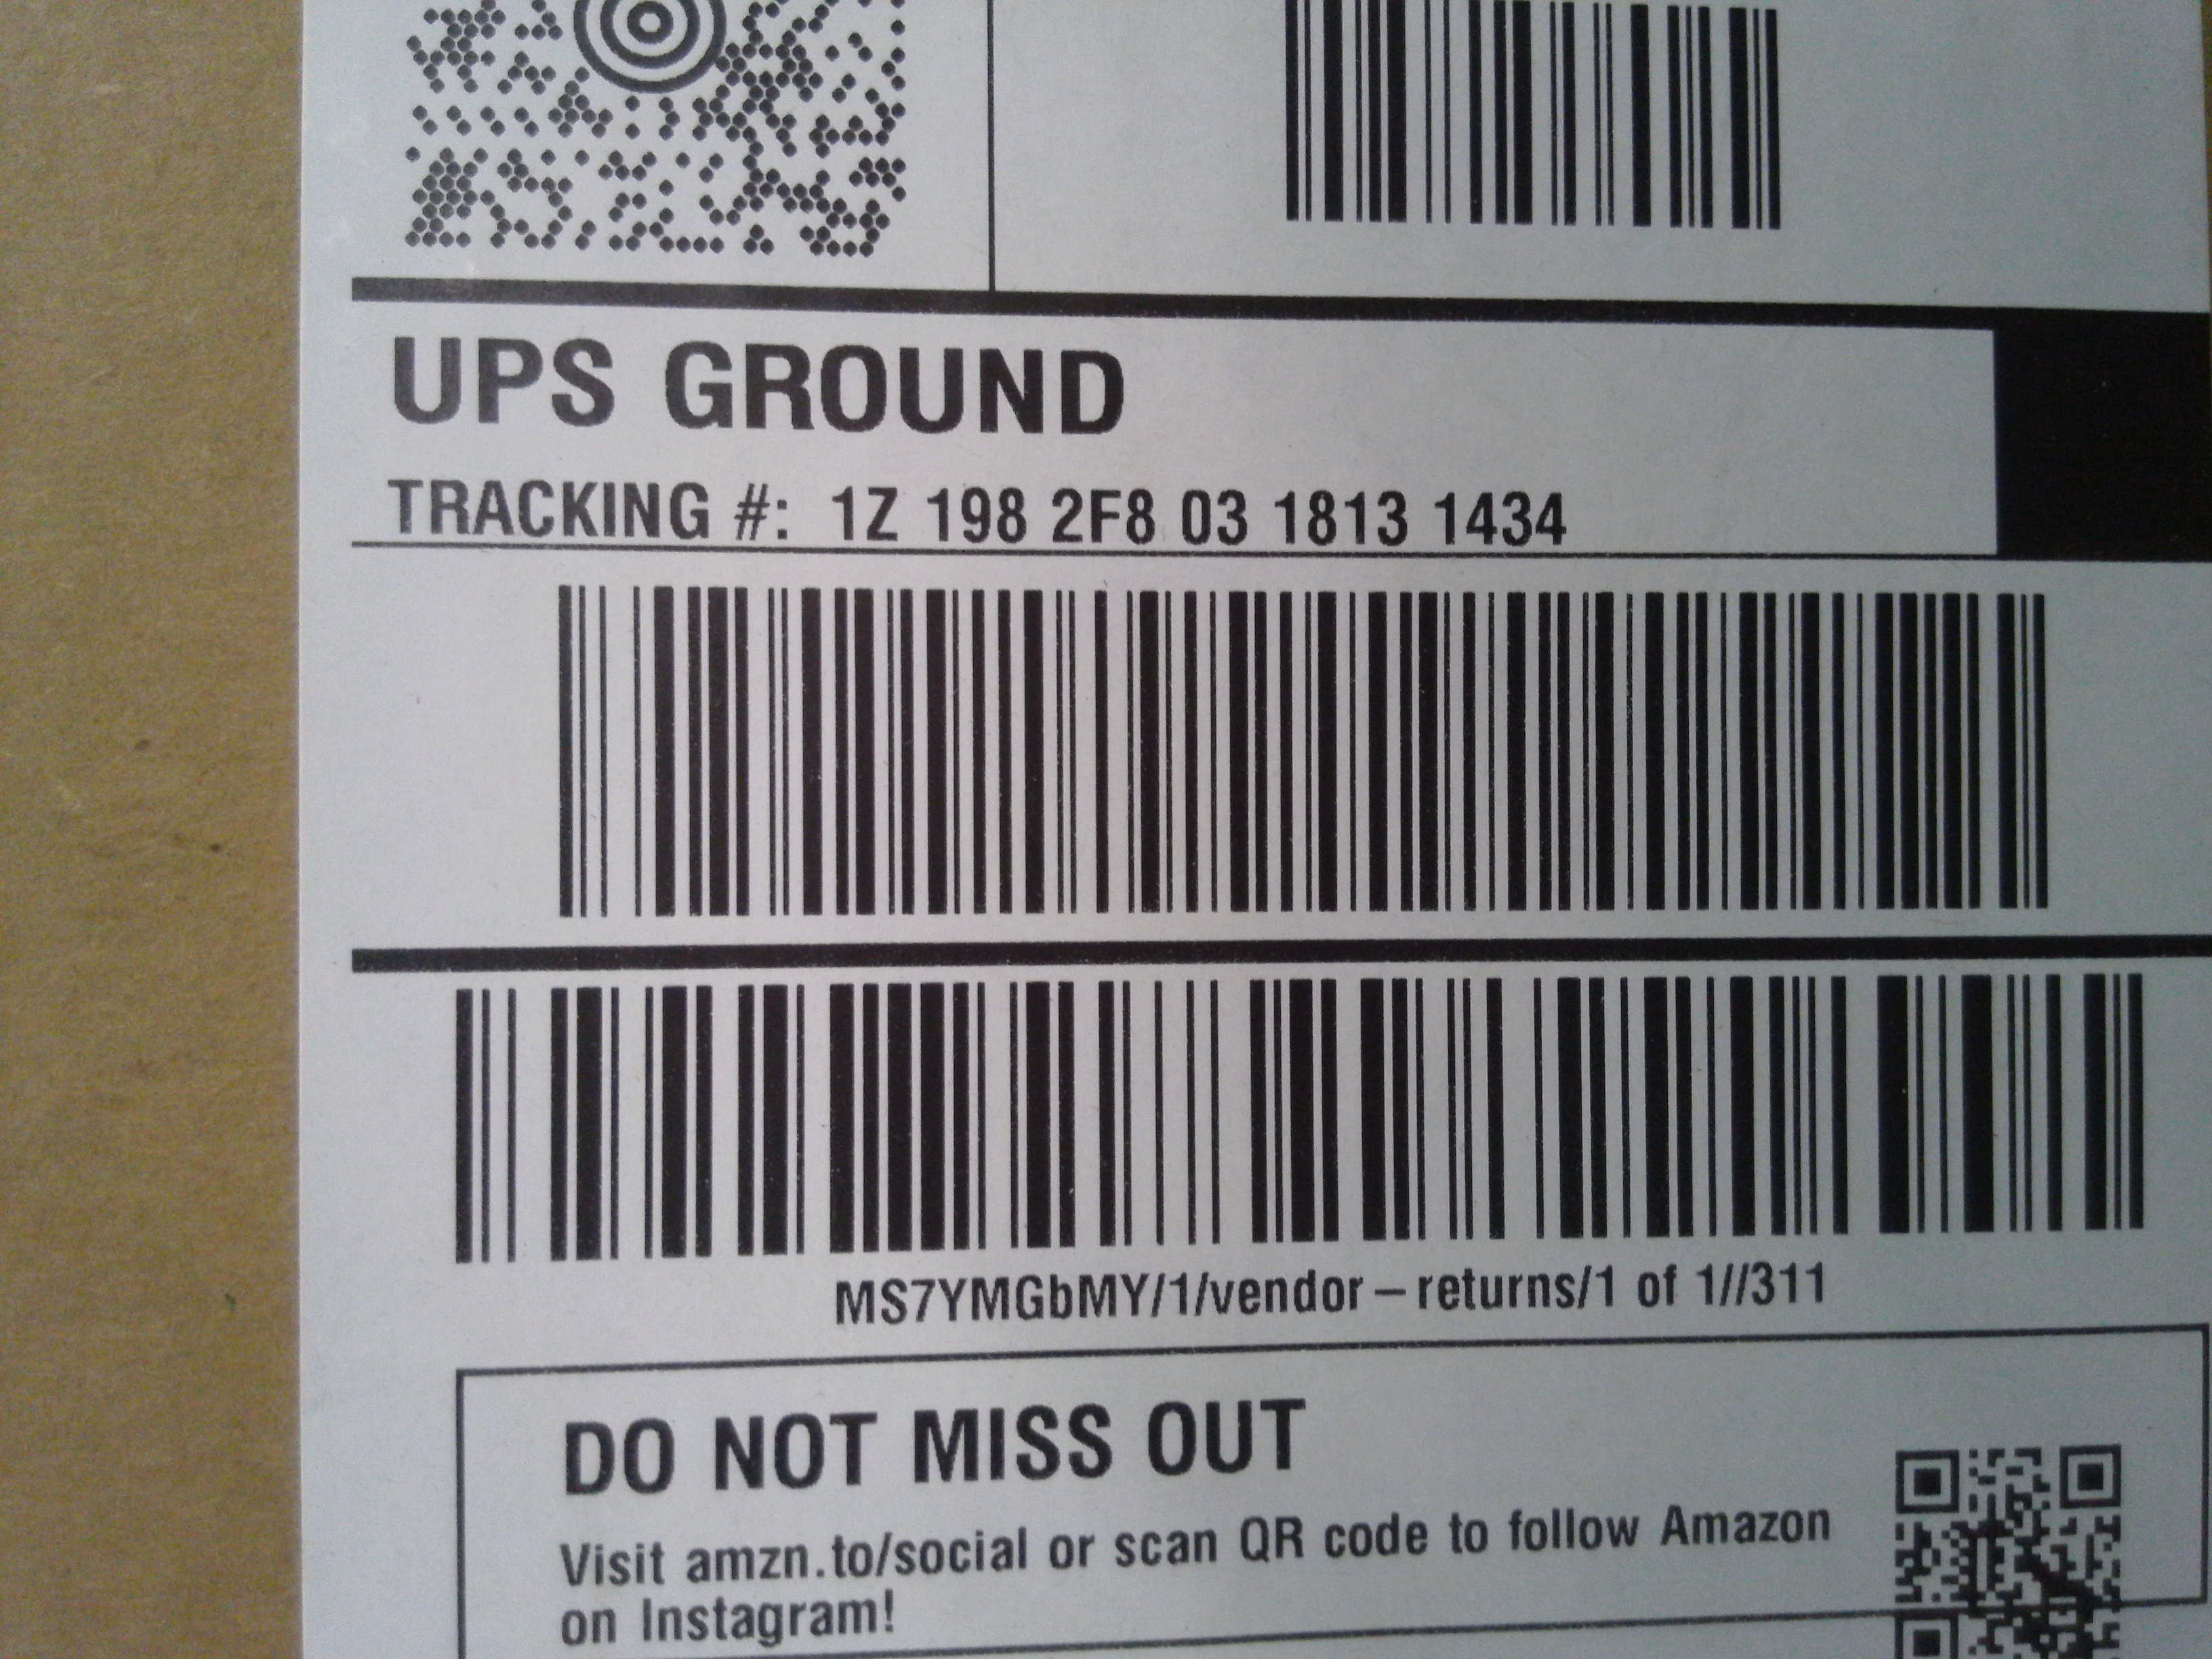 UPS GROUND
TRACKING #: 1Z 198 2F8 03 1813 1434
MS7YMGbMY/1/vendor-returns/1 of 1//311
DO NOT MISS OUT
Visit amzn.to/social or scan QR code to follow Amazon
on Instagram!